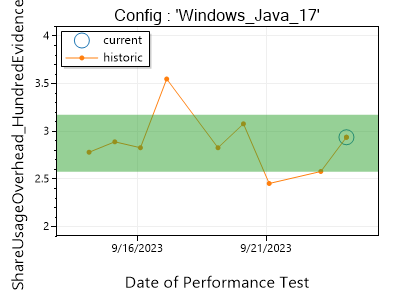 Config : 'Windows_Java_17'
current
historic
4
3.5
3
2.5
2
9/16/2023
9/21/2023
Date of Performance Test
ShareUsageOverhead_HundredEvidence